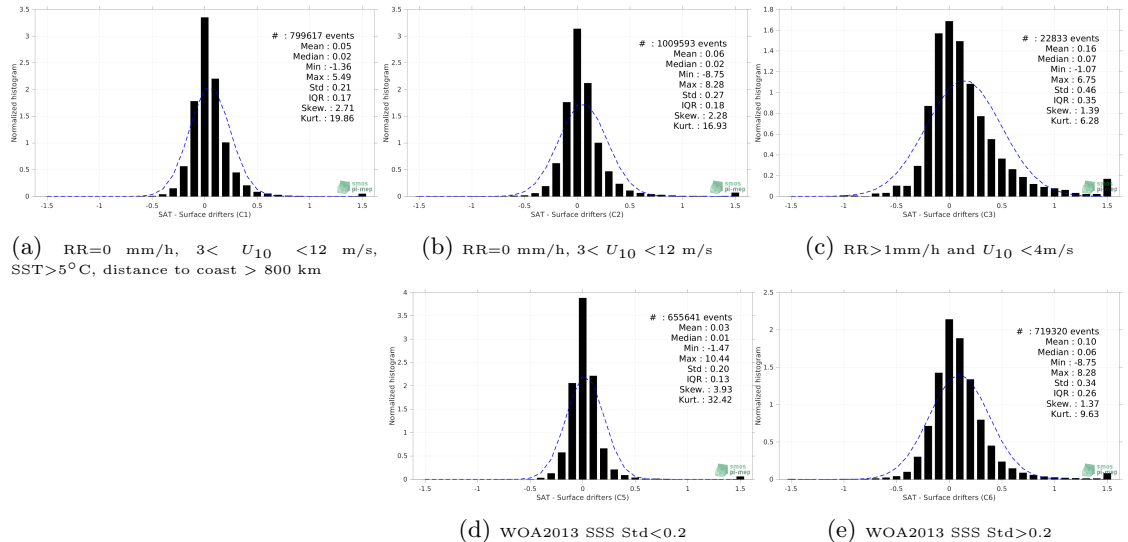 3.5
3
2.5
2
1.5
1
0.5
0
-1.5 -1 -0.5 0 0.5 1 1.5
Normalized histogram
SAT - Surface drifters (C1)
# : 799617 events
Mean : 0.05
Median : 0.02
Min : -1.36
Max : 5.49
Std : 0.21
IQR : 0.17
Skew. : 2.71
Kurt. : 19.86
smos
pi-mep
(a) RR=0 mm/h, 3< U10 <12 m/s,
SST>5°C, distance to coast > 800 km
3.5
3
2.5
2
1.5
1
0.5
0
-1.5 -1 -0.5 0 0.5 1 1.5
Normalized histogram
SAT - Surface drifters (C2)
# : 1009593 events
Mean : 0.06
Median : 0.02
Min : -8.75
Max : 8.28
Std : 0.27
IQR : 0.18
Skew. : 2.28
Kurt. : 16.93
smos
pi-mep
(b) RR=0 mm/h, 3< U10 <12 m/s
1.8
1.6
1.4
1.2
1
0.8
0.6
0.4
0.2
0
-1.5 -1 -0.5 0 0.5 1 1.5
Normalized histogram
SAT - Surface drifters (C3)
# : 22833 events
Mean : 0.16
Median : 0.07
Min : -1.07
Max : 6.75
Std : 0.46
IQR : 0.35
Skew. : 1.39
Kurt. : 6.28
smos
pi-mep
(c) RR>1mm/h and U10 <4m/s
4
3.5
3
2.5
2
1.5
1
0.5
0
-1.5 -1 -0.5 0 0.5 1 1.5
Normalized histogram
SAT - Surface drifters (C5)
# : 655641 events
Mean : 0.03
Median : 0.01
Min : -1.47
Max : 10.44
Std : 0.20
IQR : 0.13
Skew. : 3.93
Kurt. : 32.42
smos
pi-mep
(d) WOA2013 SSS Std<0.2
2.5
2
1.5
1
0.5
0
-1.5 -1 -0.5 0 0.5 1 1.5
Normalized histogram
SAT - Surface drifters (C6)
# : 719320 events
Mean : 0.10
Median : 0.06
Min : -8.75
Max : 8.28
Std : 0.34
IQR : 0.26
Skew. : 1.37
Kurt. : 9.63
smos
pi-mep
(e) WOA2013 SSS Std>0.2